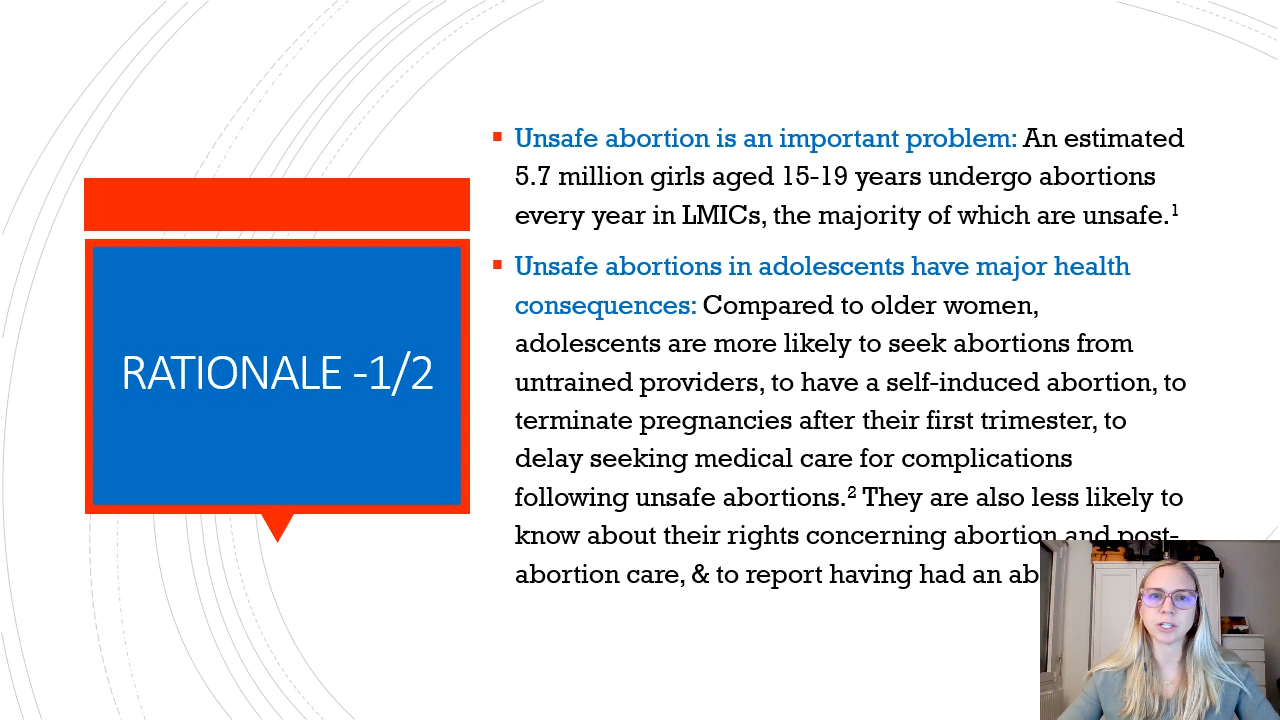 RATIONALE -1/2
Unsafe abortion is an important problem: An estimated
5.7 million girls aged 15-19 years undergo abortions
every year in LMICs, the majority of which are unsafe.¹
Unsafe abortions in adolescents have major health
consequences: Compared to older women,
adolescents are more likely to seek abortions from
untrained providers, to have a self-induced abortion, to
terminate pregnancies after their first trimester, to
delay seeking medical care for complications
following unsafe abortions.² They are also less likely to
know about their rights concerning abortion and post-
abortion care, & to report having had an ab